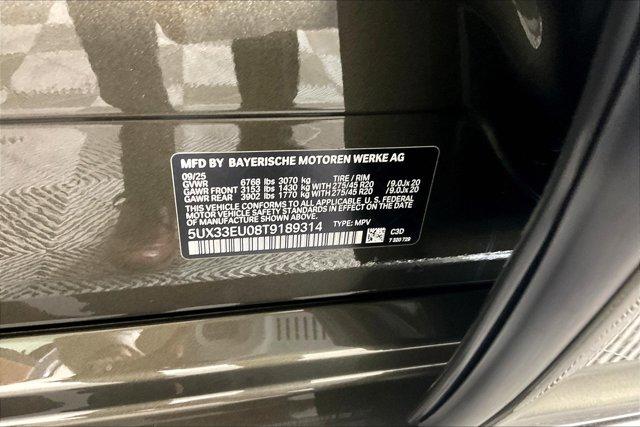 MFD BY BAYERISCHE MOTOREN WERKE AG
09/25
GVWR 6768 lbs 3070 kg TIRE / RIM
GAWR FRONT 3153 lbs 1430 kg WITH 275/45 R20 /9.0Jx 20
GAWR REAR 3902 lbs 1770 kg WITH 275/45 R20 /9.0Jx 20
THIS VEHICLE CONFORMS TO ALL APPLICABLE U. S. FEDERAL
MOTOR VEHICLE SAFETY STANDARDS IN EFFECT ON THE
DATE OF MANUFACTURE SHOWN ABOVE.
5UX33EU08T9189314 TYPE: MPV
C3D
7 320 729